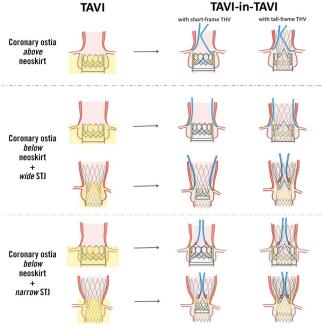 TAVI
TAVI-in-TAVI
with short-frame THV
with tall-frame THV
Coronary ostia
above
neoskirt
Coronary ostia
below
neoskirt
+
wide STJ
Coronary ostia
below
neoskirt
+
narrow STJ